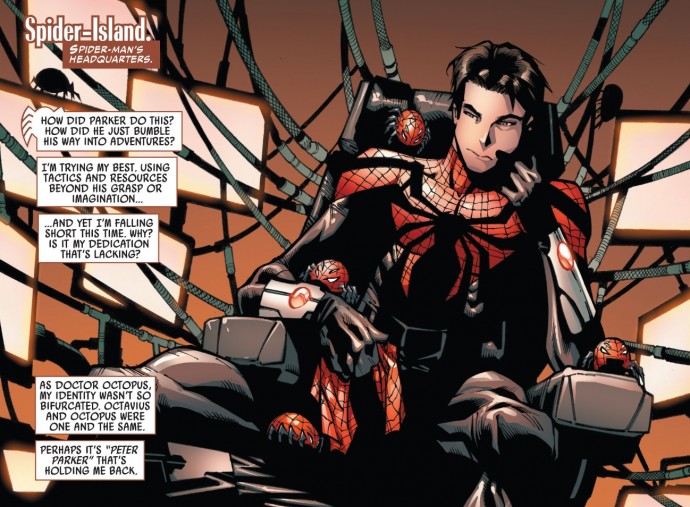 Spider-Island.
SPIDER-MAN'S
HEADQUARTERS.
HOW DID PARKER DO THIS?
HOW DID HE JUST BUMBLE
HIS WAY INTO ADVENTURES?
I'M TRYING MY BEST. USING
TACTICS AND RESOURCES
BEYOND HIS GRASP OR
IMAGINATION...
...AND YET I'M FALLING
SHORT THIS TIME. WHY?
IS IT MY DEDICATION
THAT'S LACKING?
AS DOCTOR OCTOPUS,
MY IDENTITY WASN'T SO
BIFURCATED. OCTAVIUS
AND OCTOPUS WERE
ONE AND THE SAME.
PERHAPS IT'S "PETER
PARKER" THAT'S
HOLDING ME BACK.